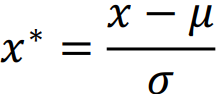 x* = (x − μ) / σ